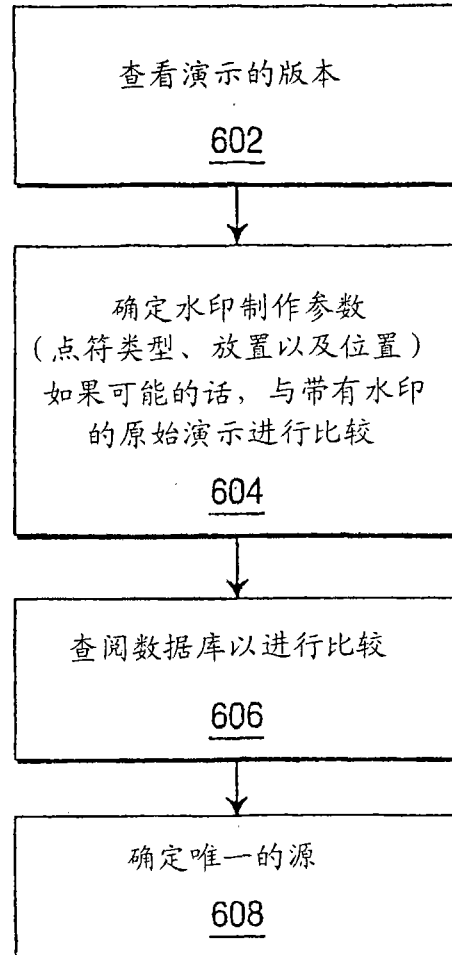 查看演示的版本
602
确定水印制作参数
(点符类型、放置以及位置)
如果可能的话,与带有水印
的原始演示进行比较
604
查阅数据库以进行比较
606
确定唯一的源
608